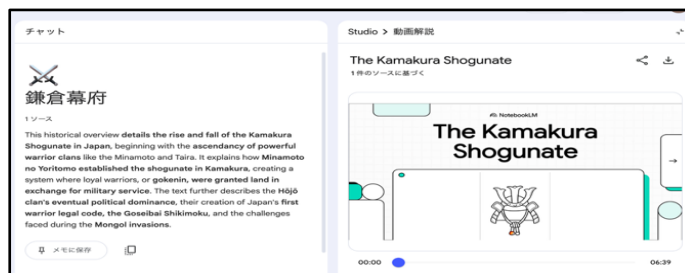 チャット
鎌倉幕府
1 ソース
This historical overview details the rise and fall of the Kamakura
Shogunate in Japan, beginning with the ascendancy of powerful
warrior clans like the Minamoto and Taira. It explains how Minamoto
no Yoritomo established the shogunate in Kamakura, creating a
system where loyal warriors, or gokenin, were granted land in
exchange for military service. The text further describes the Hōjō
clan's eventual political dominance, their creation of Japan's first
warrior legal code, the Goseibai Shikimoku, and the challenges
faced during the Mongol invasions.
メモに保存
Studio > 動画解説
The Kamakura Shogunate
1 件のソースに基づく
NotebookLM
The Kamakura
Shogunate
00:00
06:39